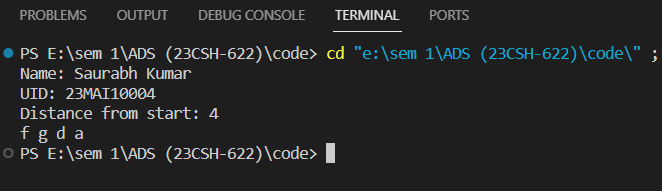 PROBLEMS OUTPUT DEBUG CONSOLE TERMINAL PORTS
PS E:\sem 1\ADS (23CSH-622)\code> cd "e:\sem 1\ADS (23CSH-622)\code\" ;
Name: Saurabh Kumar
UID: 23MAI10004
Distance from start: 4
f g d a
PS E:\sem 1\ADS (23CSH-622)\code>